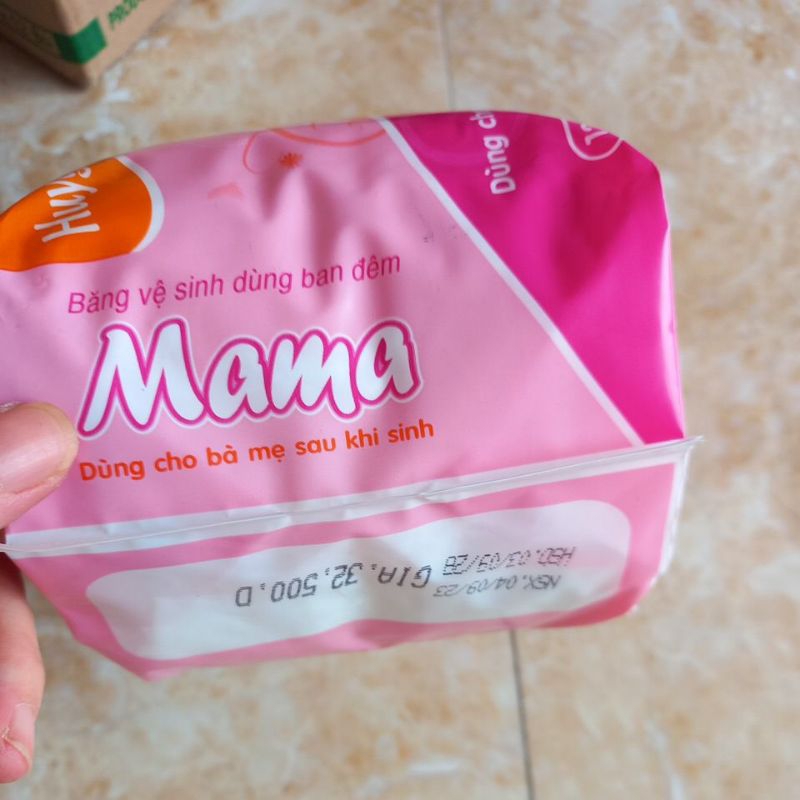 Băng vệ sinh dùng ban đêm
Mama
Dùng cho bà mẹ sau khi sinh
Dùng
NSX.04/09/23
HSD.03/09/28
GIA.32,500.D